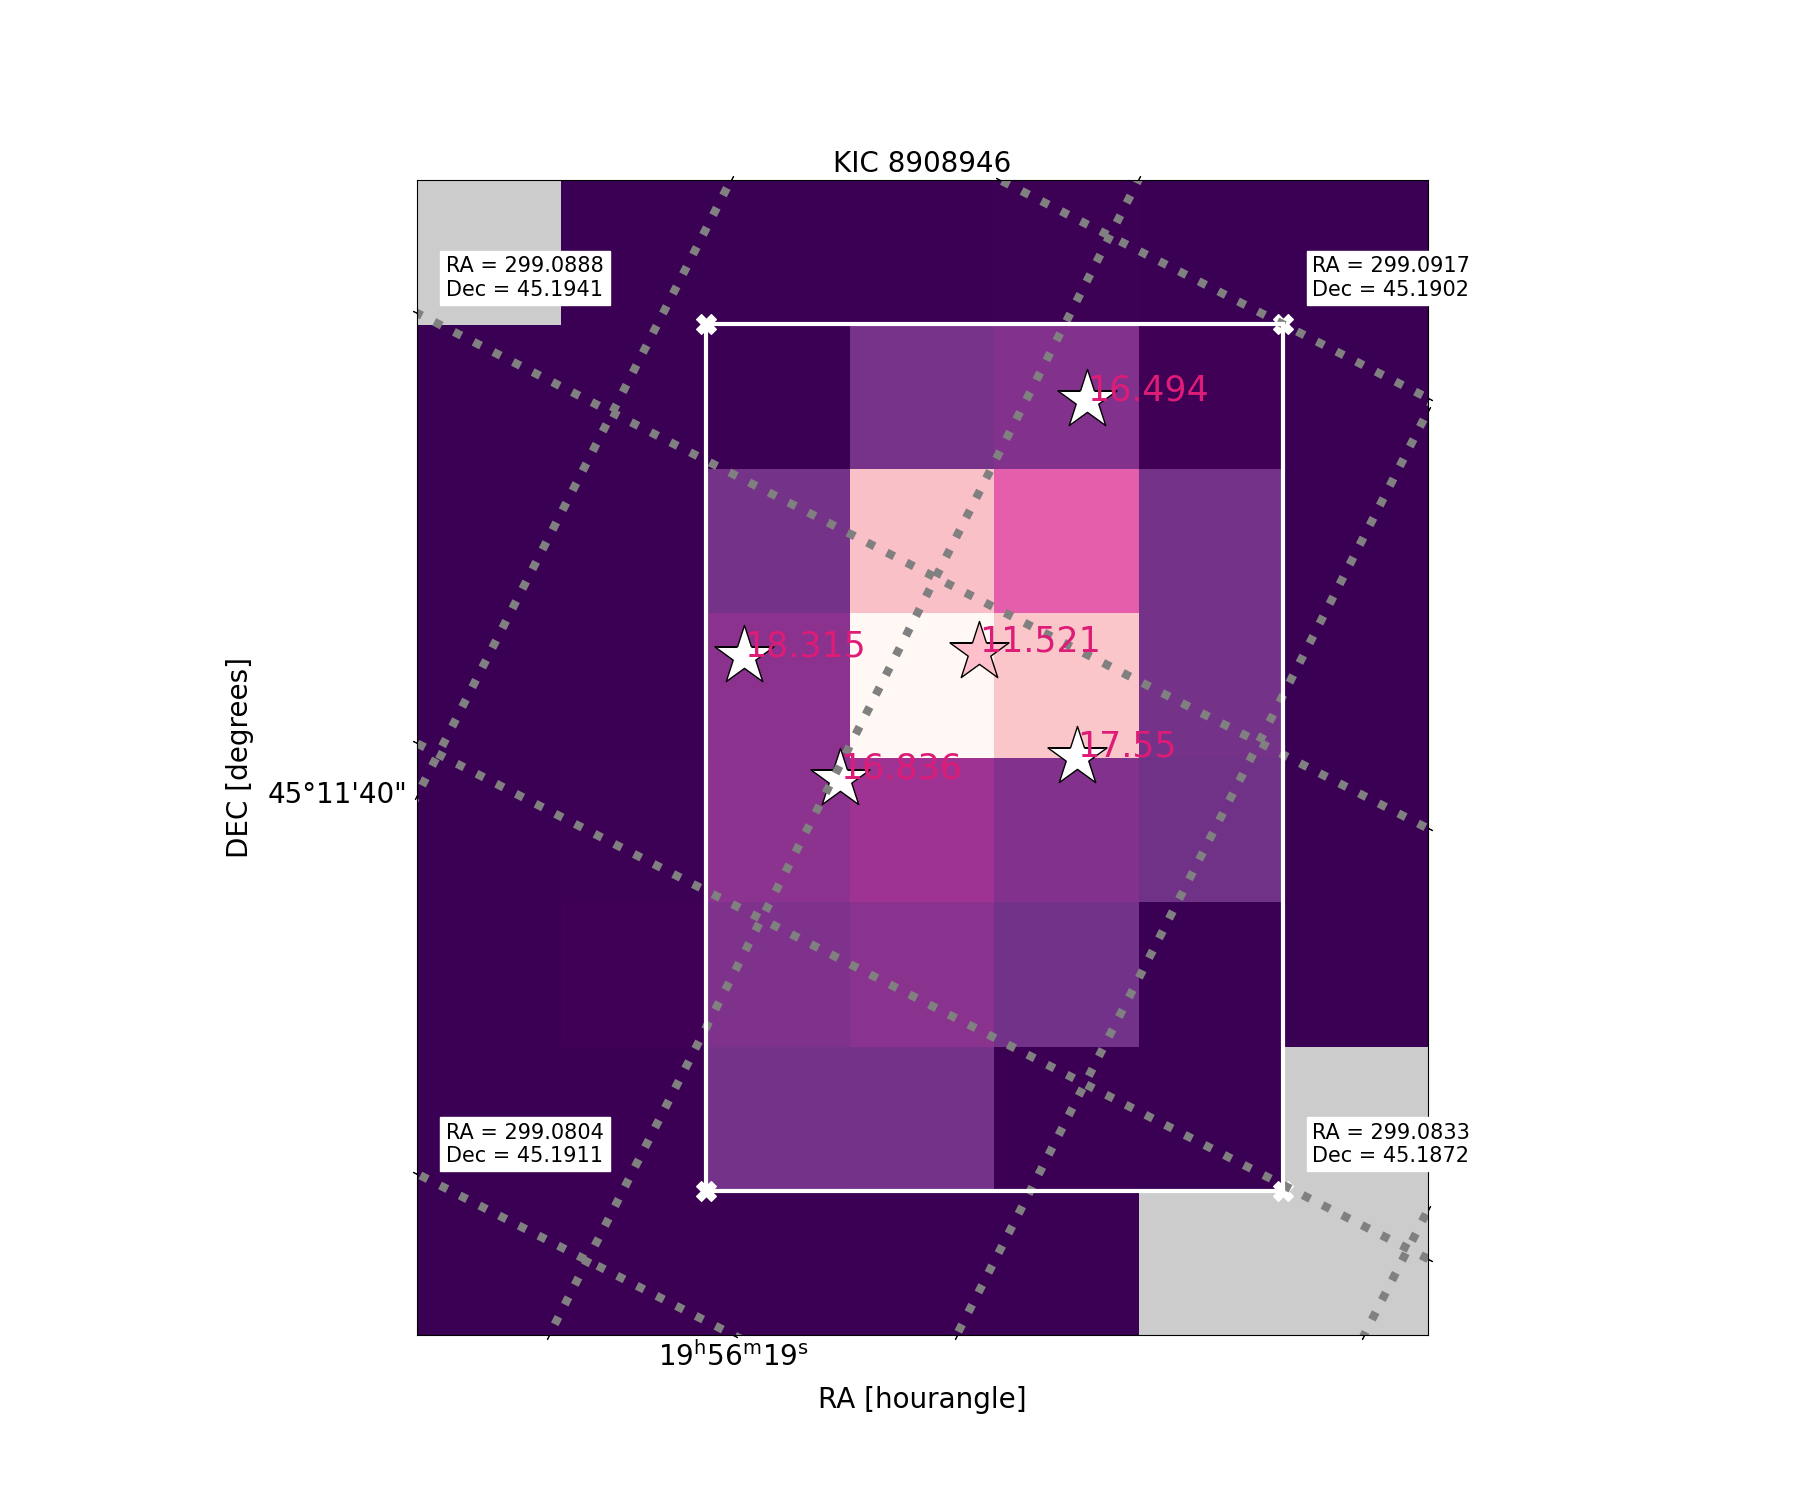 KIC 8908946
RA = 299.0888
Dec = 45.1941
RA = 299.0917
Dec = 45.1902
16.494
18.315
11.521
17.55
16.836
DEC [degrees]
45°11'40"
RA = 299.0804
Dec = 45.1911
RA = 299.0833
Dec = 45.1872
19h56m19s
RA [hourangle]